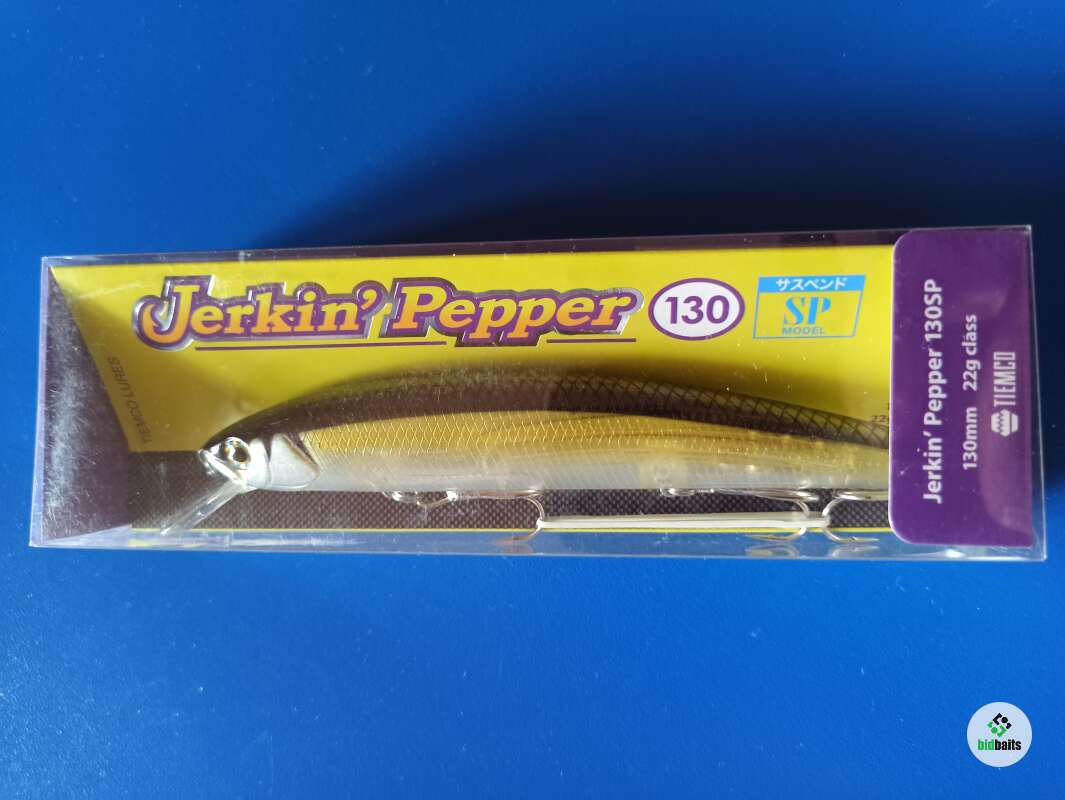 Jerkin' Pepper 130
サスペンド
SP
MODEL
TIEMCO LURES
Jerkin' Pepper 130SP
130mm 22g class
TIEMCO
bidbaits